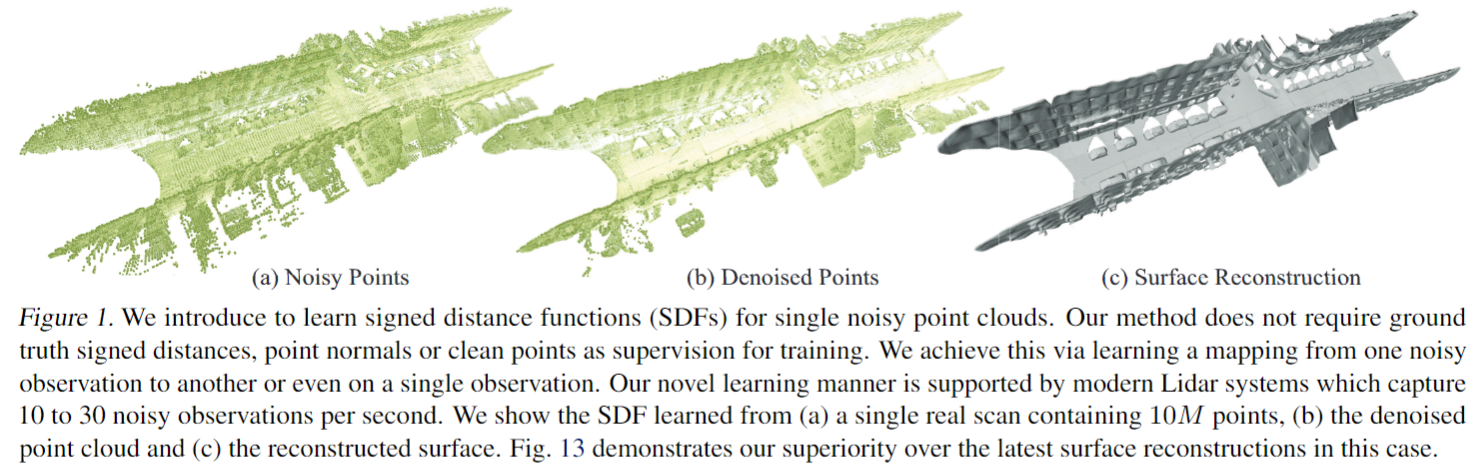 (a) Noisy Points
(b) Denoised Points
(c) Surface Reconstruction
Figure 1. We introduce to learn signed distance functions (SDFs) for single noisy point clouds. Our method does not require ground
truth signed distances, point normals or clean points as supervision for training. We achieve this via learning a mapping from one noisy
observation to another or even on a single observation. Our novel learning manner is supported by modern Lidar systems which capture
10 to 30 noisy observations per second. We show the SDF learned from (a) a single real scan containing 10M points, (b) the denoised
point cloud and (c) the reconstructed surface. Fig. 13 demonstrates our superiority over the latest surface reconstructions in this case.